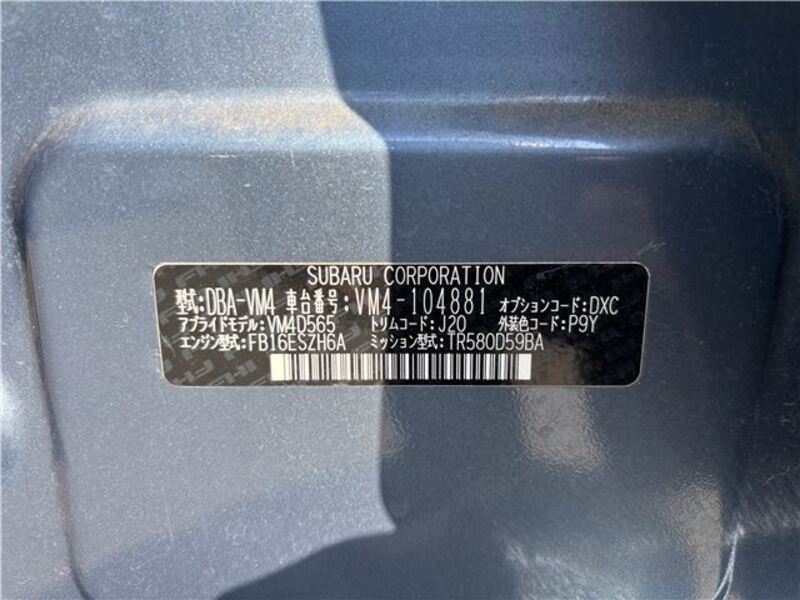 SUBARU CORPORATION
型式:DBA-VM4 車台番号:VM4-104881 オプションコード:DXC
アプライドモデル:VM4D565 トリムコード:J20 外装色コード:P9Y
エンジン型式:FB16ESZH6A ミッション型式:TR580D59BA